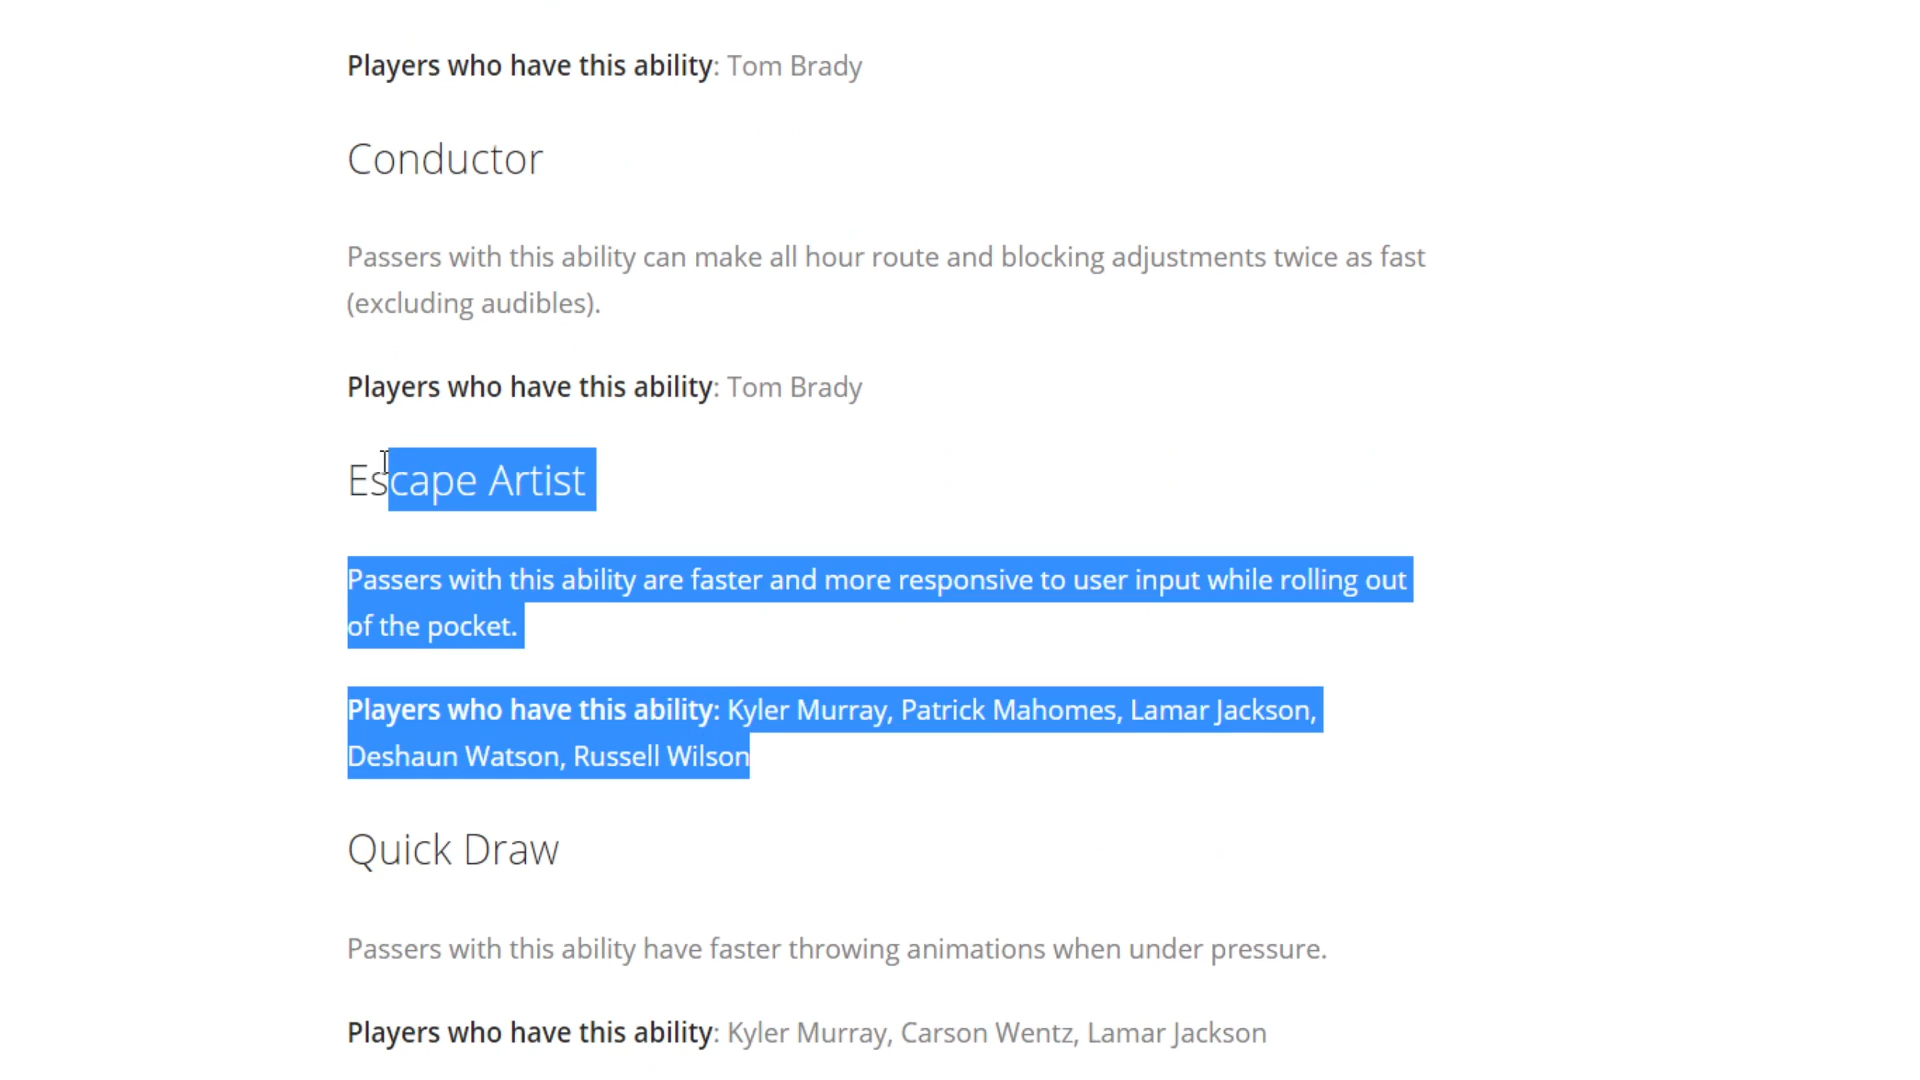 Players who have this ability: Tom Brady
Conductor
Passers with this ability can make all hour route and blocking adjustments twice as fast
(excluding audibles).
Players who have this ability: Tom Brady
Escape Artist
Passers with this ability are faster and more responsive to user input while rolling out
of the pocket.
Players who have this ability: Kyler Murray, Patrick Mahomes, Lamar Jackson,
Deshaun Watson, Russell Wilson
Quick Draw
Passers with this ability have faster throwing animations when under pressure.
Players who have this ability: Kyler Murray, Carson Wentz, Lamar Jackson